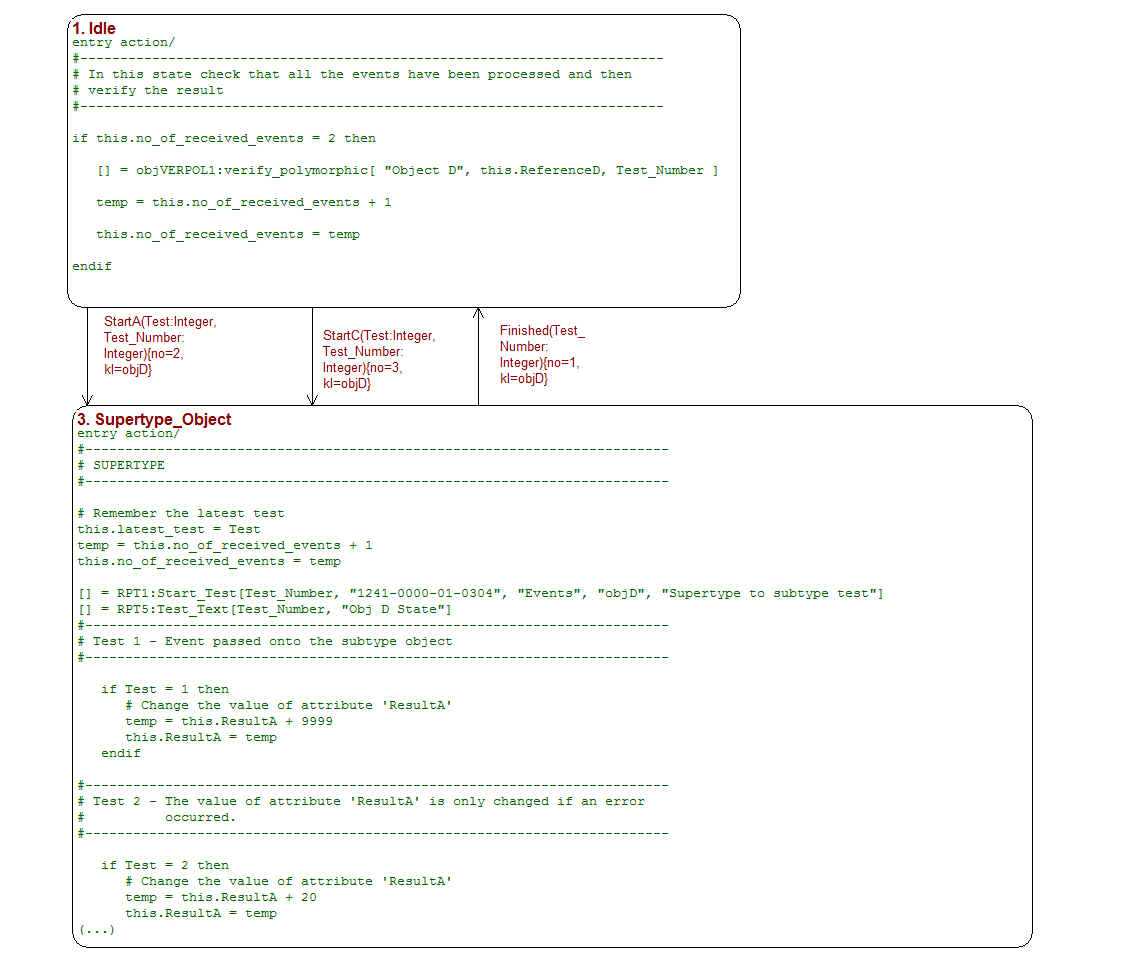 1. Idle
entry action/
#-------------------------------------------------------------------------
# In this state check that all the events have been processed and then
# verify the result
#-------------------------------------------------------------------------
if this.no_of_received_events = 2 then
[] = objVERPOL1:verify_polymorphic[ "Object D", this.ReferenceD, Test_Number ]
temp = this.no_of_received_events + 1
this.no_of_received_events = temp
endif
StartA(Test:Integer,
Test_Number:
Integer){no=2,
kl=objD}
StartC(Test:Integer,
Test_Number:
Integer){no=3,
kl=objD}
Finished(Test_
Number:
Integer){no=1,
kl=objD}
3. Supertype_Object
entry action/
#-------------------------------------------------------------------------
# SUPERTYPE
#-------------------------------------------------------------------------
# Remember the latest test
this.latest_test = Test
temp = this.no_of_received_events + 1
this.no_of_received_events = temp
[] = RPT1:Start_Test[Test_Number, "1241-0000-01-0304", "Events", "objD", "Supertype to subtype test"]
[] = RPT5:Test_Text[Test_Number, "Obj D State"]
#-------------------------------------------------------------------------
# Test 1 - Event passed onto the subtype object
#-------------------------------------------------------------------------
if Test = 1 then
# Change the value of attribute 'ResultA'
temp = this.ResultA + 9999
this.ResultA = temp
endif
#-------------------------------------------------------------------------
# Test 2 - The value of attribute 'ResultA' is only changed if an error
# occurred.
#-------------------------------------------------------------------------
if Test = 2 then
# Change the value of attribute 'ResultA'
temp = this.ResultA + 20
this.ResultA = temp
(...)